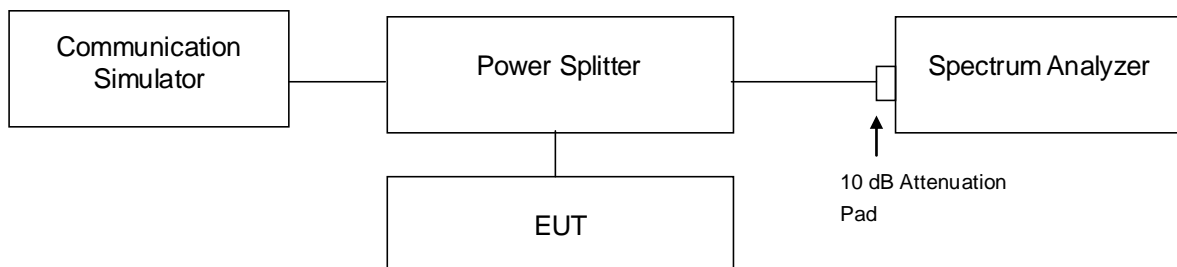 Communication
Simulator
Power Splitter
Spectrum Analyzer
10 dB Attenuation
Pad
EUT